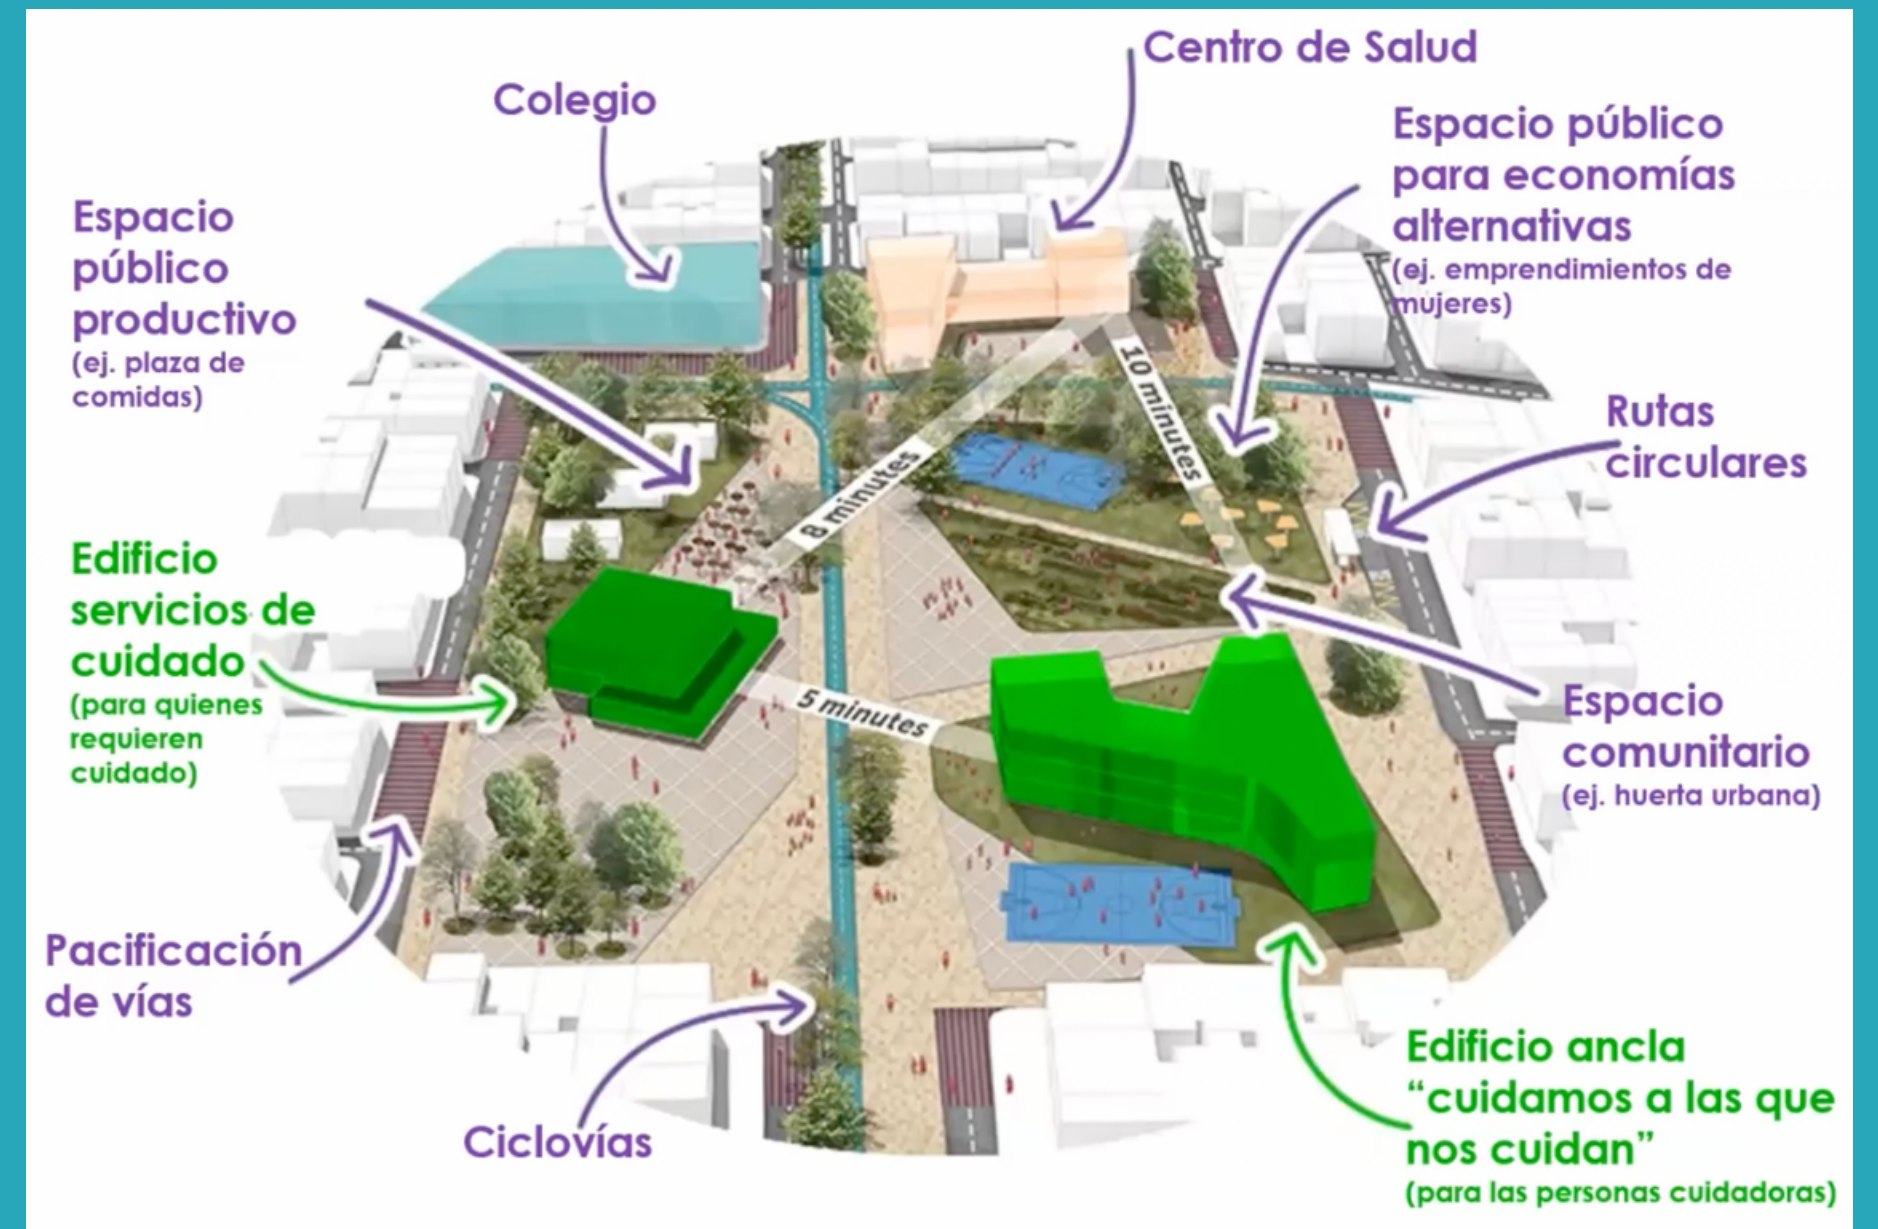 Centro de Salud
Colegio
Espacio público
para economías
alternativas
(ej. emprendimientos de
mujeres)
Espacio
público
productivo
(ej. plaza de
comidas)
10 minutes
Rutas
circulares
8 minutes
Edificio
servicios de
cuidado
(para quienes
requieren
cuidado)
5 minutes
Espacio
comunitario
(ej. huerta urbana)
Pacificación
de vías
Ciclovías
Edificio ancla
“cuidamos a las que
nos cuidan”
(para las personas cuidadoras)